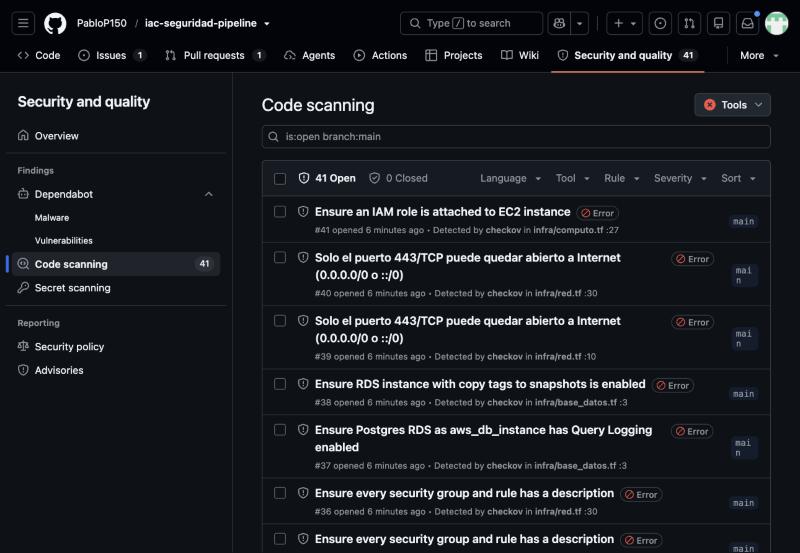 PabloP150 / iac-seguridad-pipeline
Type / to search
Code
Issues 1
Pull requests 1
Agents
Actions
Projects
Wiki
Security and quality 41
More
Security and quality
Overview
Findings
Dependabot
Malware
Vulnerabilities
Code scanning 41
Secret scanning
Reporting
Security policy
Advisories
Code scanning
Tools
is:open branch:main
41 Open 0 Closed Language Tool Rule Severity Sort
Ensure an IAM role is attached to EC2 instance Error
main
#41 opened 6 minutes ago • Detected by checkov in infra/computo.tf :27
Solo el puerto 443/TCP puede quedar abierto a Internet Error
(0.0.0.0/0 o ::/0)
mai
n
#40 opened 6 minutes ago • Detected by checkov in infra/red.tf :30
Solo el puerto 443/TCP puede quedar abierto a Internet Error
(0.0.0.0/0 o ::/0)
mai
n
#39 opened 6 minutes ago • Detected by checkov in infra/red.tf :10
Ensure RDS instance with copy tags to snapshots is enabled Error
main
#38 opened 6 minutes ago • Detected by checkov in infra/base_datos.tf :3
Ensure Postgres RDS as aws_db_instance has Query Logging Error
enabled
mai
n
#37 opened 6 minutes ago • Detected by checkov in infra/base_datos.tf :3
Ensure every security group and rule has a description Error
main
#36 opened 6 minutes ago • Detected by checkov in infra/red.tf :30
Ensure every security group and rule has a description Error
main